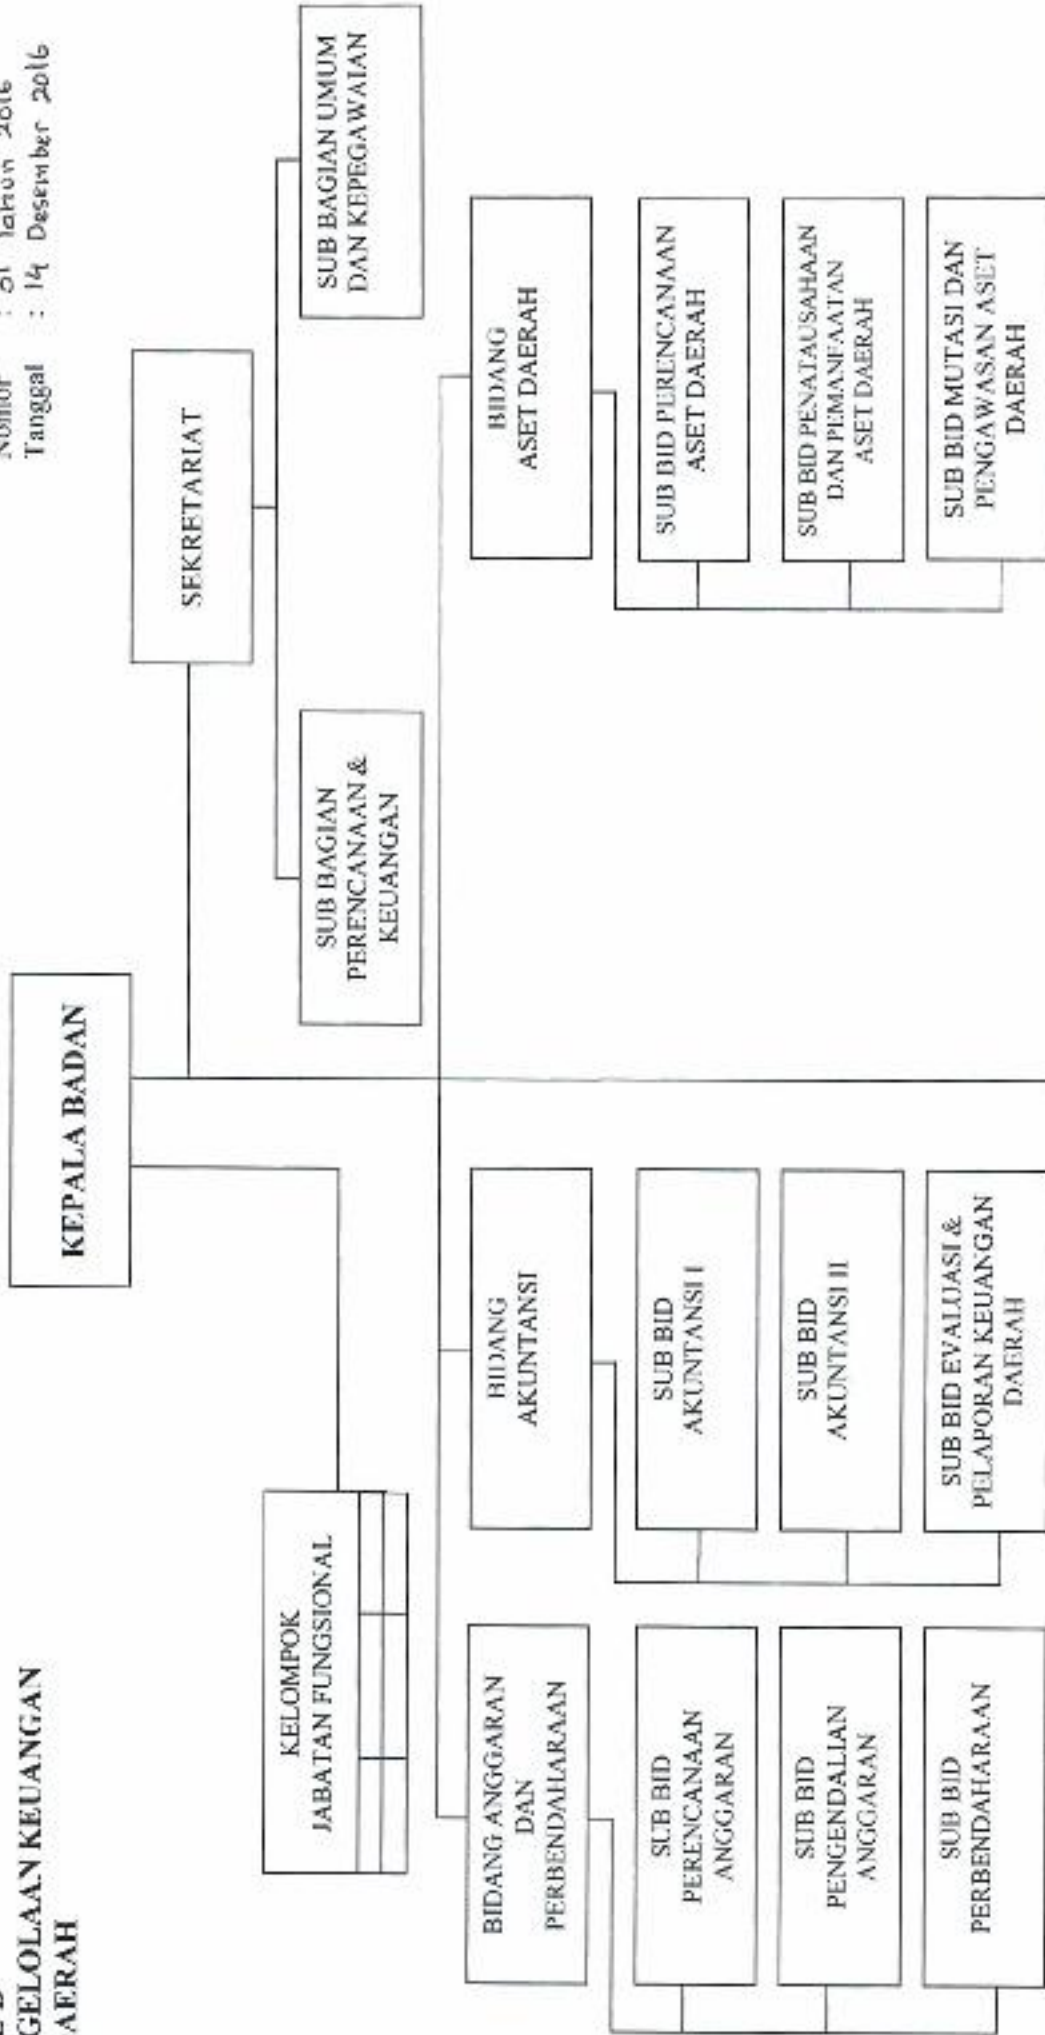 GELOLAAN KEUANGAN
AERAH
Tahun 2016
Tanggal : 14 Desember 2016
KEPALA BADAN
SEKRETARIAT
KELOMPOK
JABATAN FUNGSIONAL
SUB BAGIAN
PERENCANAAN &
KEUANGAN
SUB BAGIAN UMUM
DAN KEPEGAWAIAN
BIDANG ANGGARAN
DAN
PERBENDAHARAAN
SUB BID
PERENCANAAN
ANGGARAN
SUB BID
PENGENDALIAN
ANGGARAN
SUB BID
PERBENDAHARAAN
BIDANG
AKUNTANSI
SUB BID
AKUNTANSI I
SUB BID
AKUNTANSI II
SUB BID EVALUASI &
PELAPORAN KEUANGAN
DAERAH
BIDANG
ASET DAERAH
SUB BID PERENCANAAN
ASET DAERAH
SUB BID PENATAUSAHAAN
DAN PEMANFAATAN
ASET DAERAH
SUB BID MUTASI DAN
PENGAWASAN ASET
DAERAH